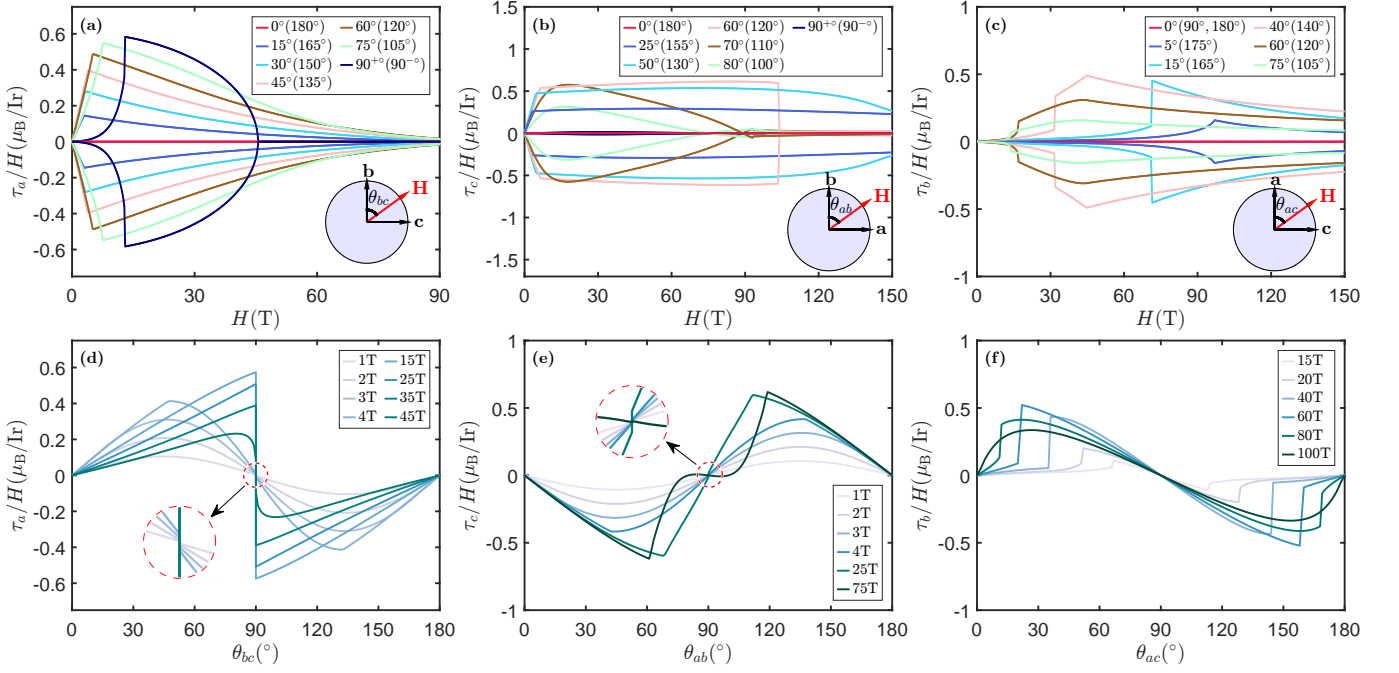 (a)
0°(180°) 60°(120°)
15°(165°) 75°(105°)
30°(150°) 90⁺°(90⁻°)
45°(135°)
τa/H(μB/Ir)
0.6
0.4
0.2
0
0.2
0.4
0.6
0 30 60 90
H(T)
b
θbc
H
c
(b)
0°(180°) 60°(120°) 90⁺°(90⁻°)
25°(155°) 70°(110°)
50°(130°) 80°(100°)
τc/H(μB/Ir)
1.5
1
0.5
0
-0.5
-1
-1.5
0 30 60 90 120 150
H(T)
b
θab
H
a
(c)
0°(90°, 180°) 40°(140°)
5°(175°) 60°(120°)
15°(165°) 75°(105°)
τb/H(μB/Ir)
1
0.5
0
-0.5
-1
0 30 60 90 120 150
H(T)
a
θac
H
c
(d)
1T 15T
2T 25T
3T 35T
4T 45T
τa/H(μB/Ir)
0.6
0.4
0.2
0
-0.2
-0.4
-0.6
0 30 60 90 120 150 180
θbc(°)
(e)
1T
2T
3T
4T
25T
75T
τc/H(μB/Ir)
1
0.5
0
-0.5
-1
0 30 60 90 120 150 180
θab(°)
(f)
15T
20T
40T
60T
80T
100T
τb/H(μB/Ir)
1
0.5
0
-0.5
-1
0 30 60 90 120 150 180
θac(°)